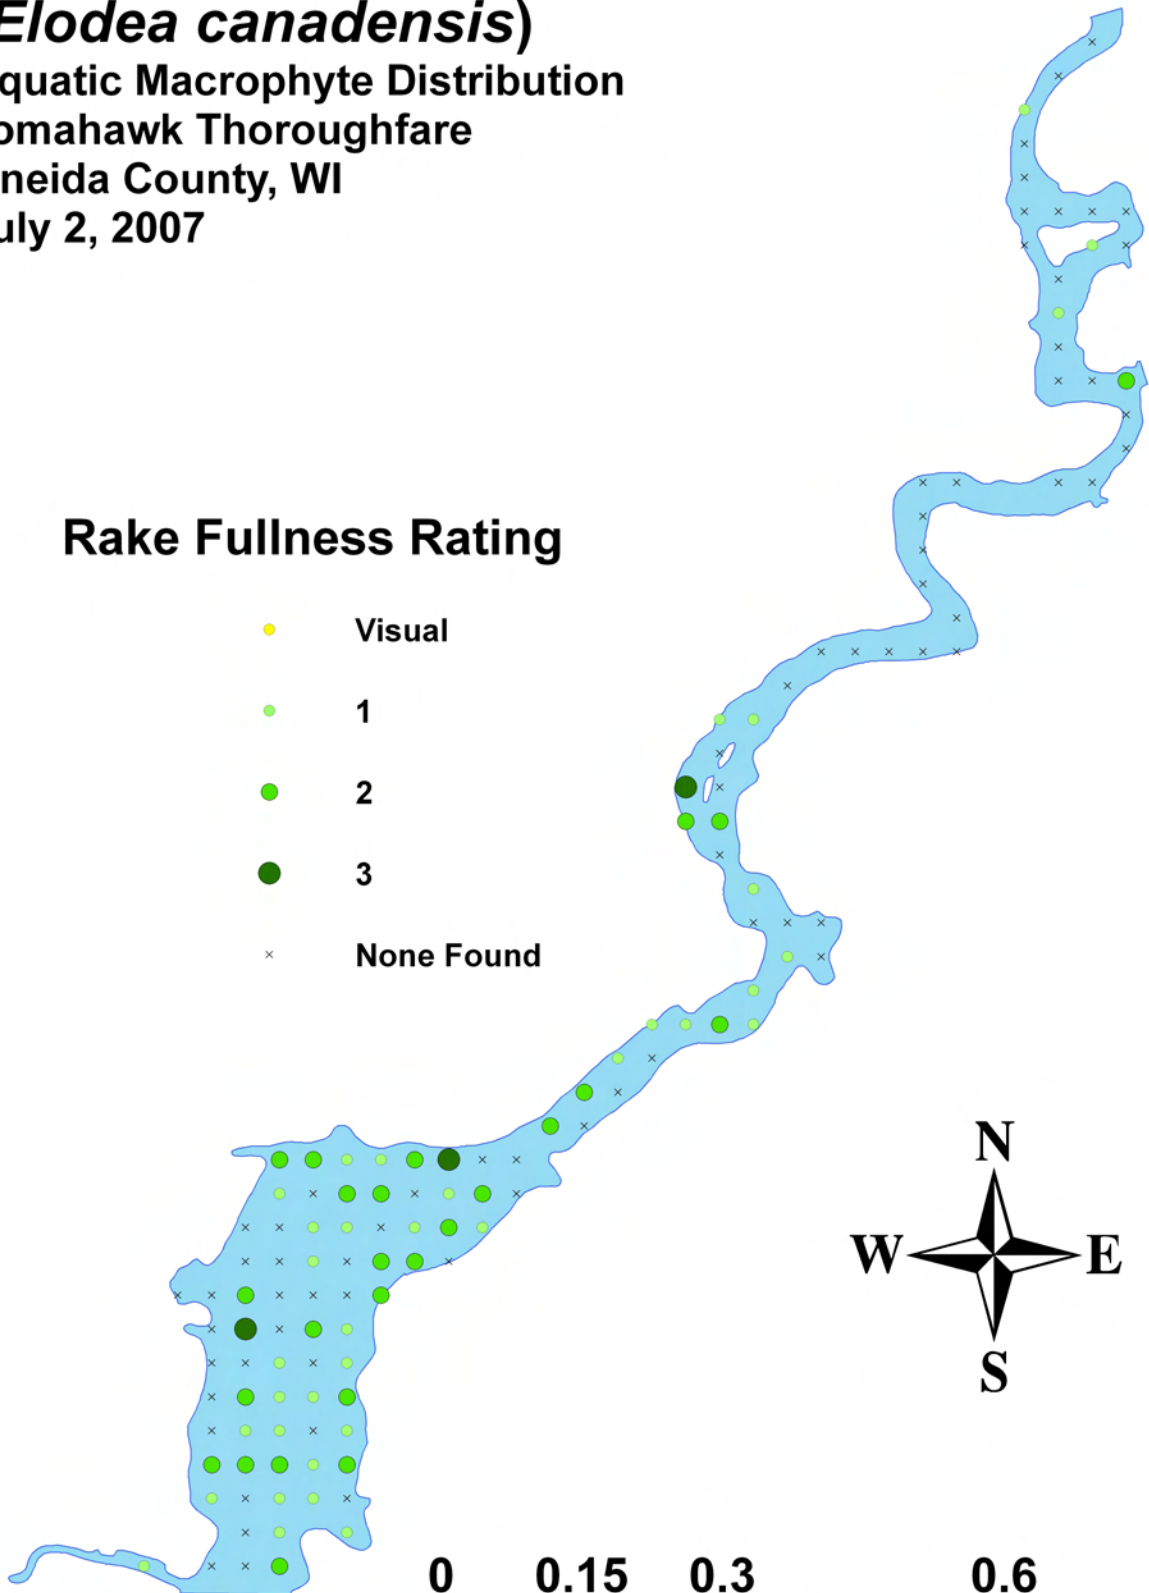 Elodea canadensis)
quatic Macrophyte Distribution
omahawk Thoroughfare
neida County, WI
uly 2, 2007
Rake Fullness Rating
Visual
1
2
3
None Found
N
W E
S
0 0.15 0.3 0.6